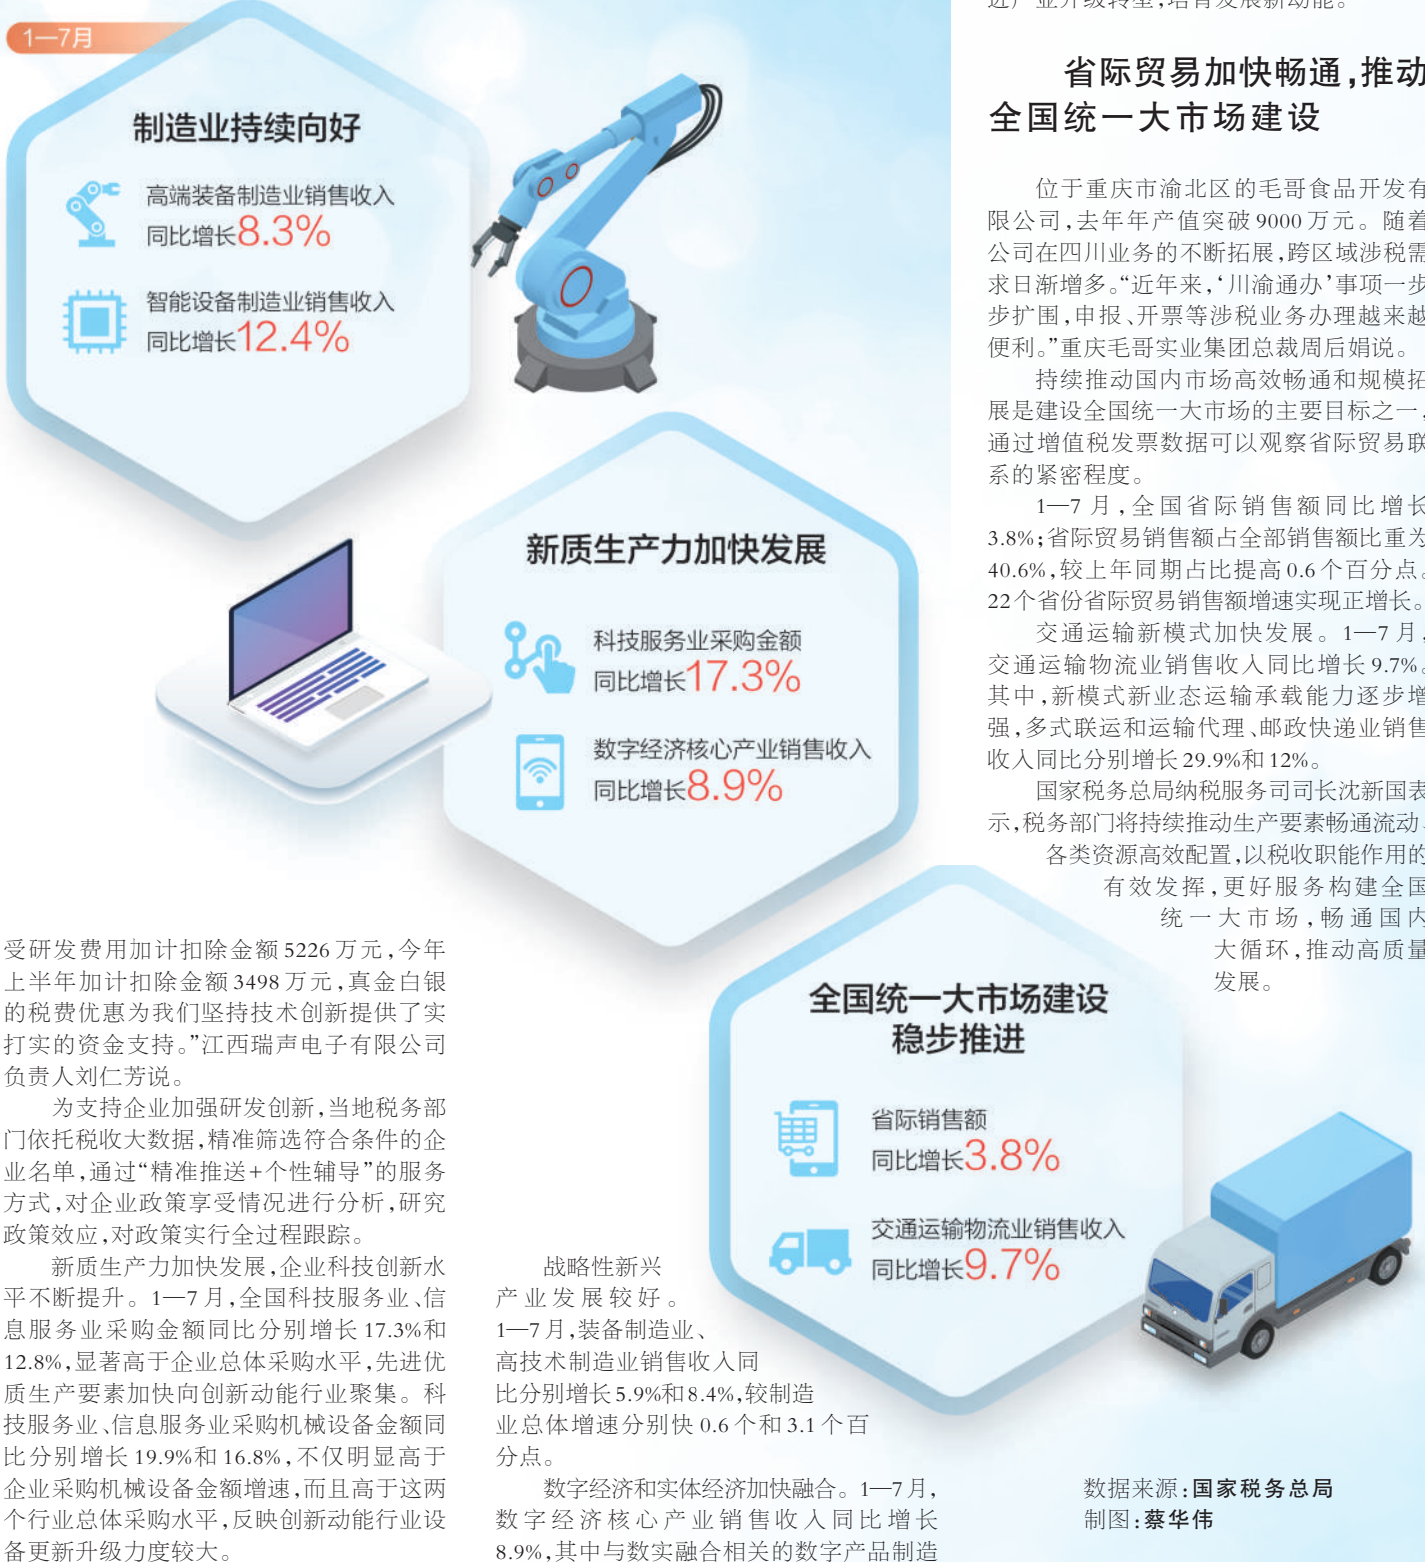 1—7月
制造业持续向好
高端装备制造业销售收入
同比增长8.3%
智能设备制造业销售收入
同比增长12.4%
新质生产力加快发展
科技服务业采购金额
同比增长17.3%
数字经济核心产业销售收入
同比增长8.9%
全国统一大市场建设
稳步推进
省际销售额
同比增长3.8%
交通运输物流业销售收入
同比增长9.7%
受研发费用加计扣除金额5226万元,今年
上半年加计扣除金额3498万元,真金白银
的税费优惠为我们坚持技术创新提供了实
打实的资金支持。”江西瑞声电子有限公司
负责人刘仁芳说。
为支持企业加强研发创新,当地税务部
门依托税收大数据,精准筛选符合条件的企
业名单,通过“精准推送+个性辅导”的服务
方式,对企业政策享受情况进行分析,研究
政策效应,对政策实行全过程跟踪。
新质生产力加快发展,企业科技创新水
平不断提升。1—7月,全国科技服务业、信
息服务业采购金额同比分别增长17.3%和
12.8%,显著高于企业总体采购水平,先进优
质生产要素加快向创新动能行业聚集。科
技服务业、信息服务业采购机械设备金额同
比分别增长19.9%和16.8%,不仅明显高于
企业采购机械设备金额增速,而且高于这两
个行业总体采购水平,反映创新动能行业设
备更新升级力度较大。
战略性新兴
产业发展较好。
1—7月,装备制造业、
高技术制造业销售收入同
比分别增长5.9%和8.4%,较制造
业总体增速分别快0.6个和3.1个百
分点。
数字经济和实体经济加快融合。1—7月,
数字经济核心产业销售收入同比增长
8.9%,其中与数实融合相关的数字产品制造
进产业升级转型,培育发展新动能。
省际贸易加快畅通,推动
全国统一大市场建设
位于重庆市渝北区的毛哥食品开发有
限公司,去年年产值突破9000万元。随着
公司在四川业务的不断拓展,跨区域涉税需
求日渐增多。“近年来,‘川渝通办’事项一步
步扩围,申报、开票等涉税业务办理越来越
便利。”重庆毛哥实业集团总裁周后娟说。
持续推动国内市场高效畅通和规模拓
展是建设全国统一大市场的主要目标之一,
通过增值税发票数据可以观察省际贸易联
系的紧密程度。
1—7月,全国省际销售额同比增长
3.8%;省际贸易销售额占全部销售额比重为
40.6%,较上年同期占比提高0.6个百分点。
22个省份省际贸易销售额增速实现正增长。
交通运输新模式加快发展。1—7月,
交通运输物流业销售收入同比增长9.7%。
其中,新模式新业态运输承载能力逐步增
强,多式联运和运输代理、邮政快递业销售
收入同比分别增长29.9%和12%。
国家税务总局纳税服务司司长沈新国表
示,税务部门将持续推动生产要素畅通流动、
各类资源高效配置,以税收职能作用的
有效发挥,更好服务构建全国
统一大市场,畅通国内
大循环,推动高质量
发展。
数据来源:国家税务总局
制图:蔡华伟